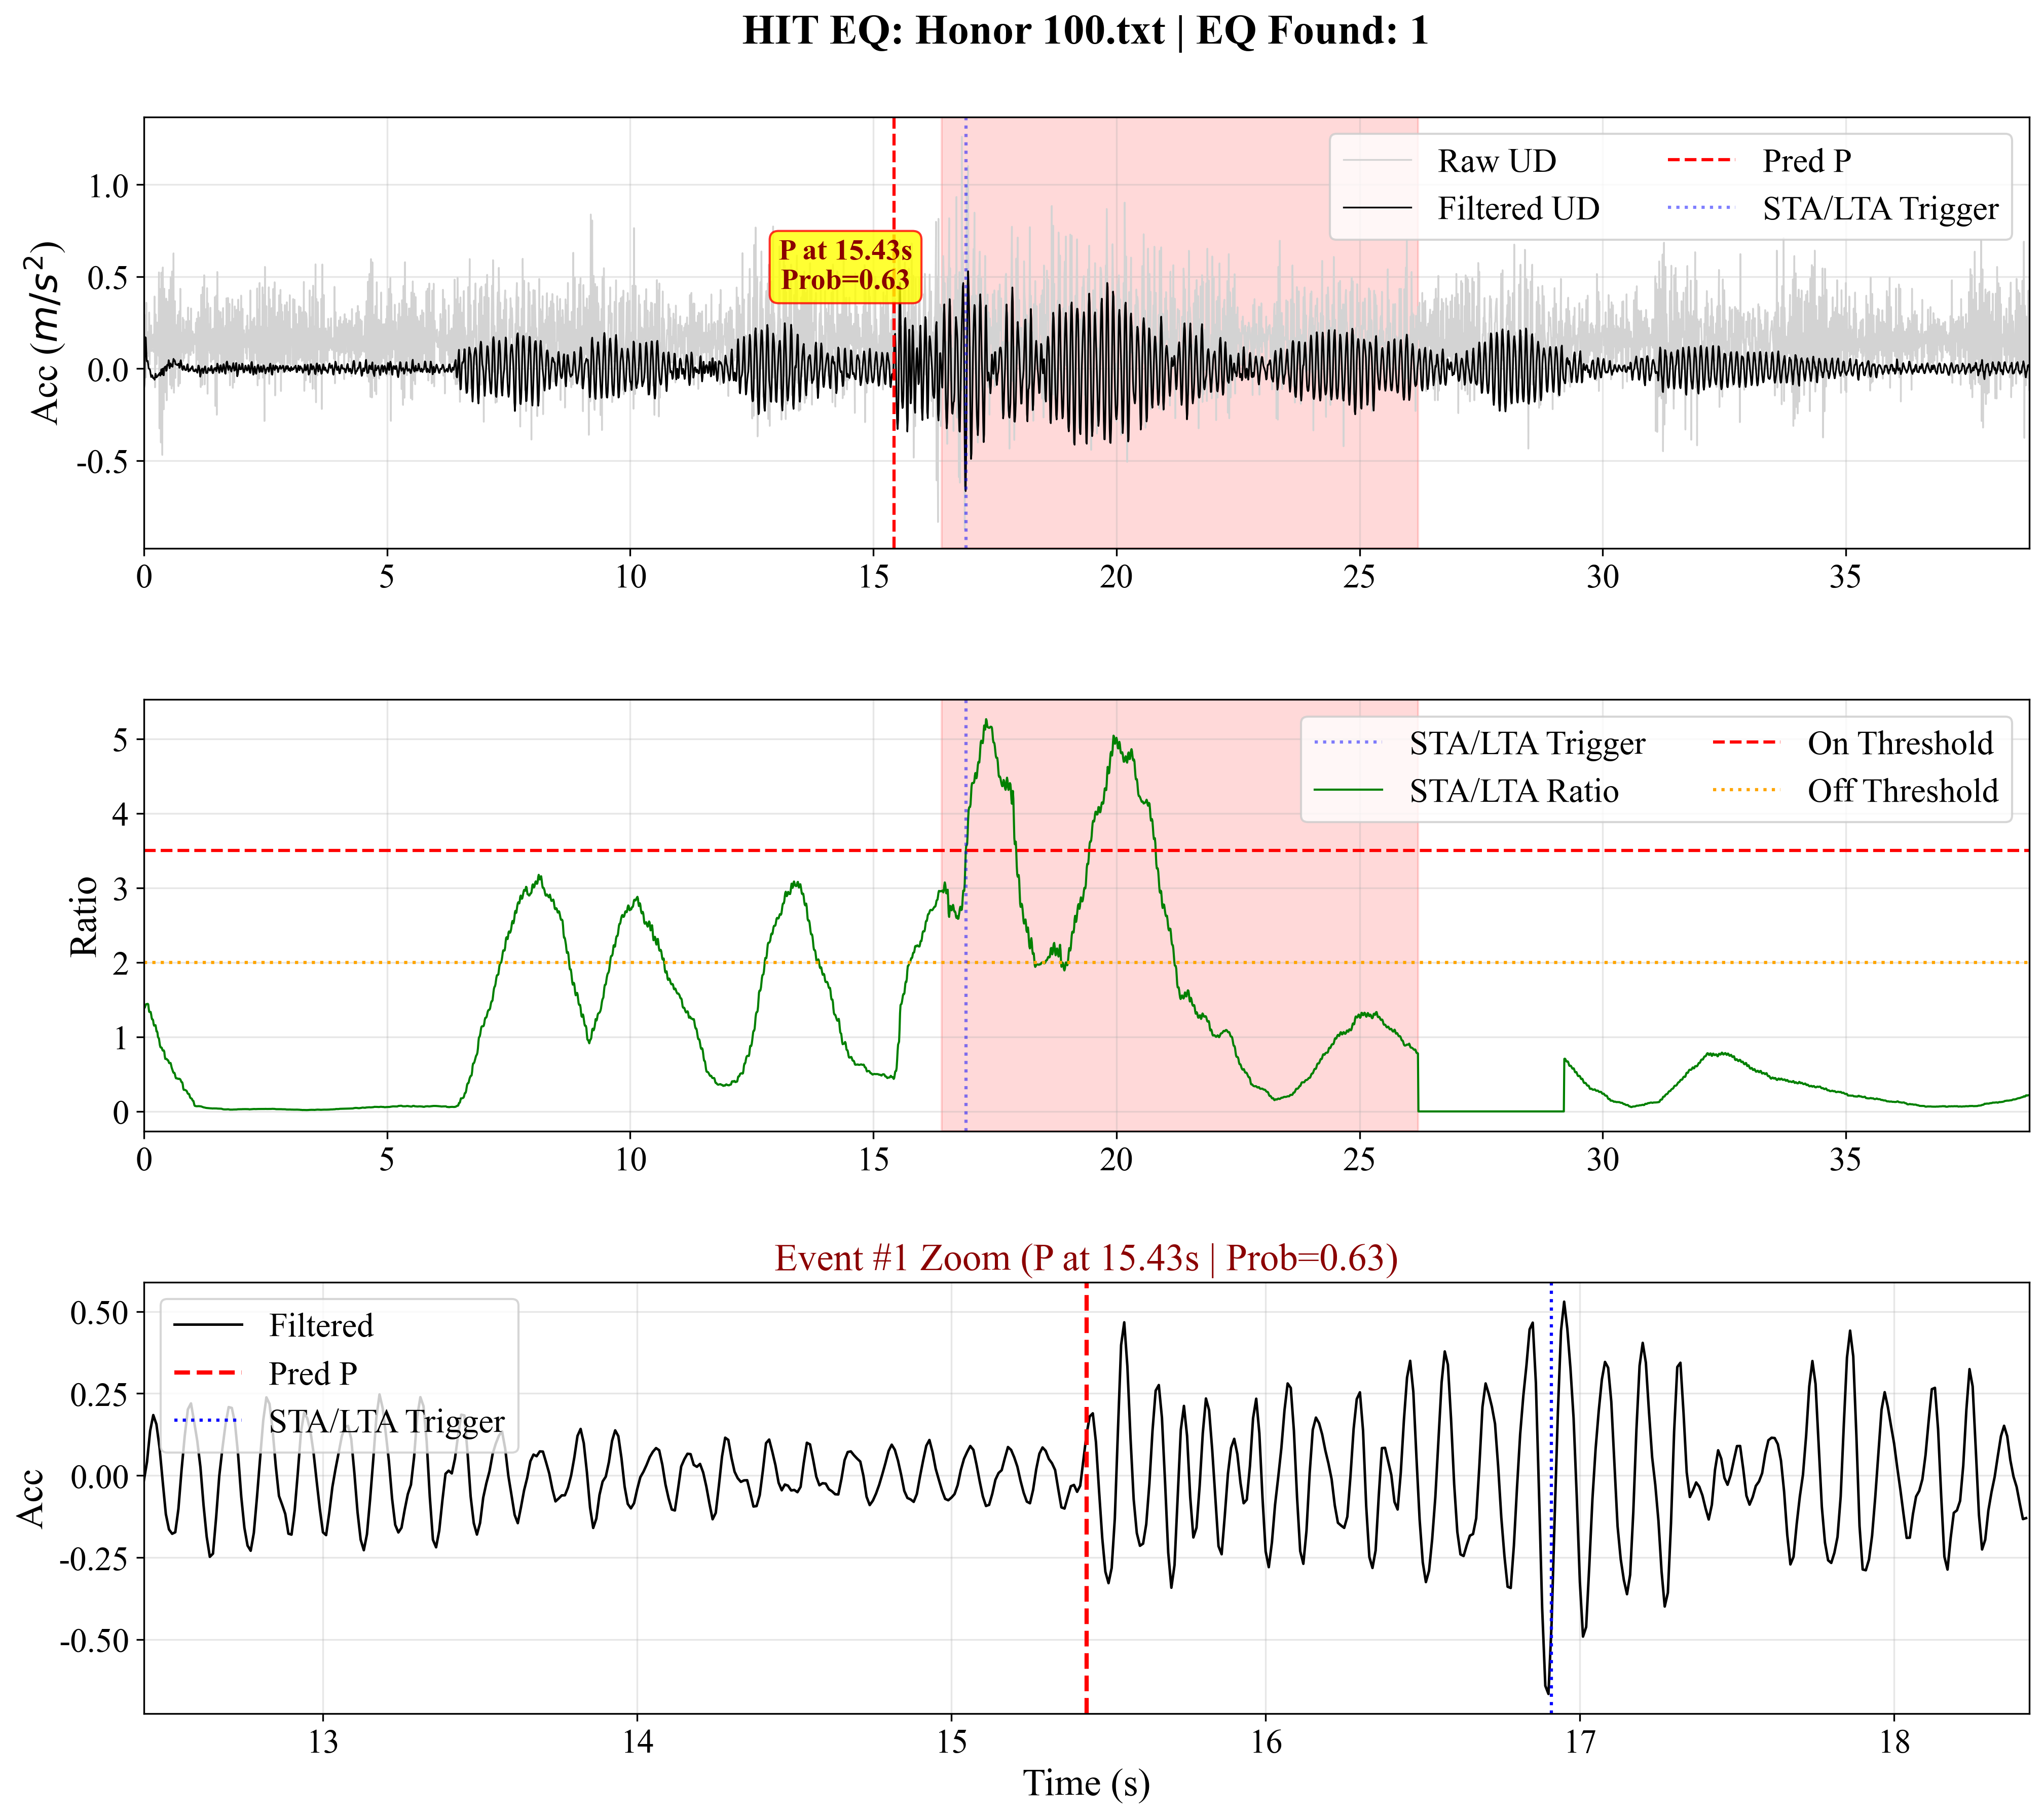 HIT EQ: Honor 100.txt | EQ Found: 1
Acc (m/s²)
1.0
0.5
0.0
-0.5
Raw UD
Filtered UD
Pred P
STA/LTA Trigger
P at 15.43s
Prob=0.63
0 5 10 15 20 25 30 35
Ratio
5
4
3
2
1
0
STA/LTA Trigger
STA/LTA Ratio
On Threshold
Off Threshold
0 5 10 15 20 25 30 35
Event #1 Zoom (P at 15.43s | Prob=0.63)
Acc
0.50
0.25
0.00
-0.25
-0.50
Filtered
Pred P
STA/LTA Trigger
13 14 15 16 17 18
Time (s)